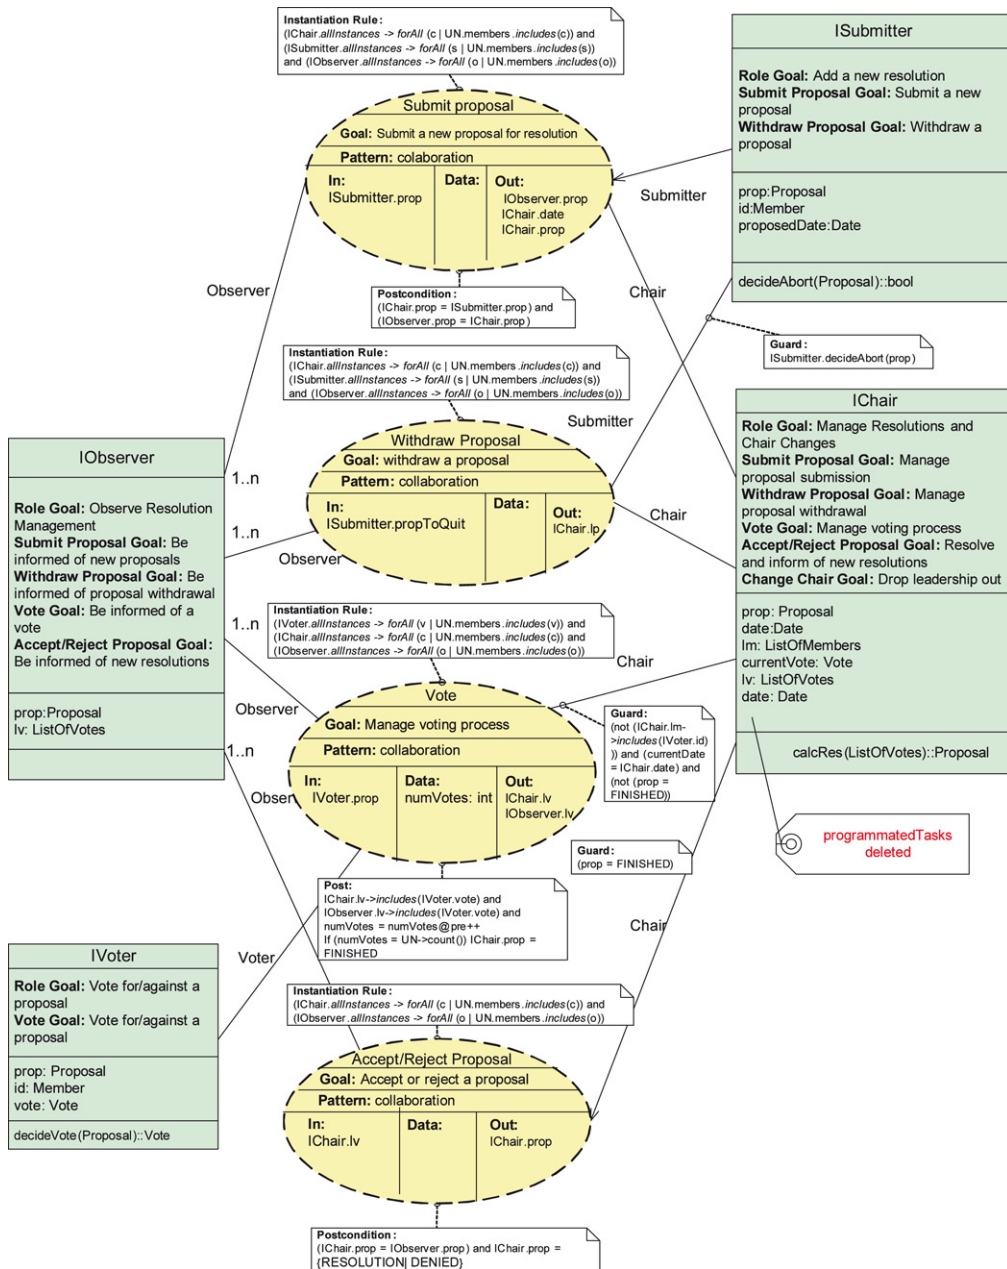 Instantiation Rule:
(IChair.allInstances -> forAll (c | UN.members.includes(c)) and
(ISubmitter.allInstances -> forAll (s | UN.members.includes(s))
and (IObserver.allInstances -> forAll (o | UN.members.includes(o))
Submit proposal
Goal: Submit a new proposal for resolution
Pattern: colaboration
In:
ISubmitter.prop
Data:
Out:
IObserver.prop
IChair.date
IChair.prop
Postcondition:
(IChair.prop = ISubmitter.prop) and
(IObserver.prop = IChair.prop)
ISubmitter
Role Goal: Add a new resolution
Submit Proposal Goal: Submit a new
proposal
Withdraw Proposal Goal: Withdraw a
proposal
prop:Proposal
id:Member
proposedDate:Date
decideAbort(Proposal)::bool
Submitter
Observer
Chair
Guard:
ISubmitter.decideAbort(prop)
Instantiation Rule:
(IChair.allInstances -> forAll (c | UN.members.includes(c)) and
(ISubmitter.allInstances -> forAll (s | UN.members.includes(s))
and (IObserver.allInstances -> forAll (o | UN.members.includes(o))
Withdraw Proposal
Goal: withdraw a proposal
Pattern: collaboration
In:
ISubmitter.propToQuit
Data:
Out:
IChair.lp
Submitter
Chair
Observer
1..n
1..n
1..n
1..n
IObserver
Role Goal: Observe Resolution
Management
Submit Proposal Goal: Be
informed of new proposals
Withdraw Proposal Goal: Be
informed of proposal withdrawal
Vote Goal: Be informed of a
vote
Accept/Reject Proposal Goal:
Be informed of new resolutions
prop:Proposal
lv: ListOfVotes
IChair
Role Goal: Manage Resolutions and
Chair Changes
Submit Proposal Goal: Manage
proposal submission
Withdraw Proposal Goal: Manage
proposal withdrawal
Vote Goal: Manage voting process
Accept/Reject Proposal Goal: Resolve
and inform of new resolutions
Change Chair Goal: Drop leadership out
prop: Proposal
date:Date
lm: ListOfMembers
currentVote: Vote
lv: ListOfVotes
date: Date
calcRes(ListOfVotes)::Proposal
programmatedTasks
deleted
Instantiation Rule:
(IVoter.allInstances -> forAll (v | UN.members.includes(v)) and
(IChair.allInstances -> forAll (c | UN.members.includes(c)) and
(IObserver.allInstances -> forAll (o | UN.members.includes(o))
Chair
Observer
Vote
Goal: Manage voting process
Pattern: collaboration
In:
IVoter.prop
Data:
numVotes: int
Out:
IChair.lv
IObserver.lv
Guard:
(not (IChair.lm-
>includes(IVoter.id)
)) and (currentDate
= IChair.date) and
(not (prop =
FINISHED))
Observer
Guard:
(prop = FINISHED)
Post:
IChair.lv->includes(IVoter.vote) and
IObserver.lv->includes(IVoter.vote) and
numVotes = numVotes@pre++
If (numVotes = UN->count()) IChair.prop =
FINISHED
Chair
Voter
IVoter
Role Goal: Vote for/against a
proposal
Vote Goal: Vote for/against a
proposal
prop: Proposal
id: Member
vote: Vote
decideVote(Proposal)::Vote
Instantiation Rule:
(IChair.allInstances -> forAll (c | UN.members.includes(c)) and
(IObserver.allInstances -> forAll (o | UN.members.includes(o))
Accept/Reject Proposal
Goal: Accept or reject a proposal
Pattern: collaboration
In:
IChair.lv
Data:
Out:
IChair.prop
Postcondition:
(IChair.prop = IObserver.prop) and IChair.prop =
{RESOLUTION| DENIED}